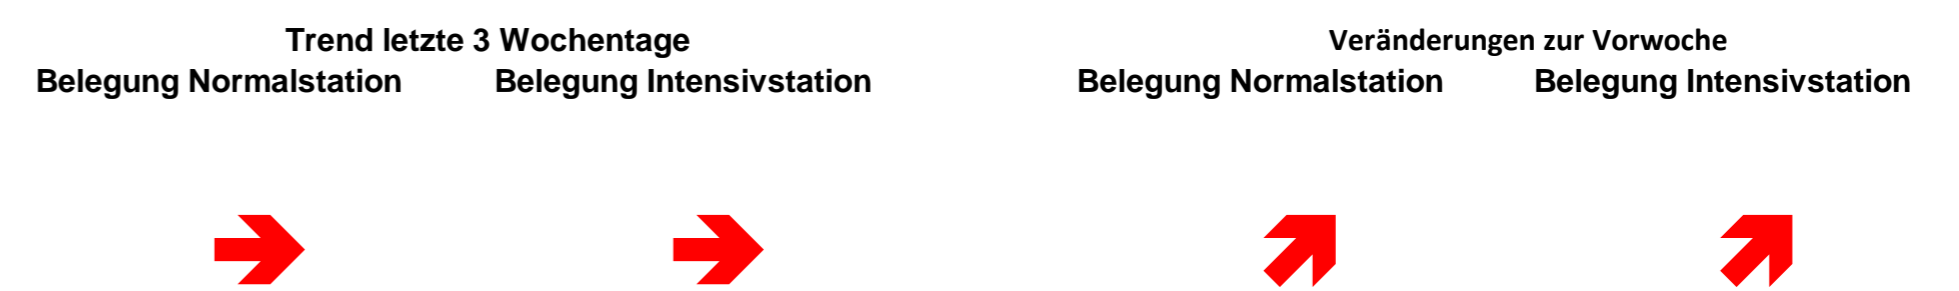 Trend letzte 3 Wochentage
Belegung Normalstation Belegung Intensivstation
Veränderungen zur Vorwoche
Belegung Normalstation Belegung Intensivstation